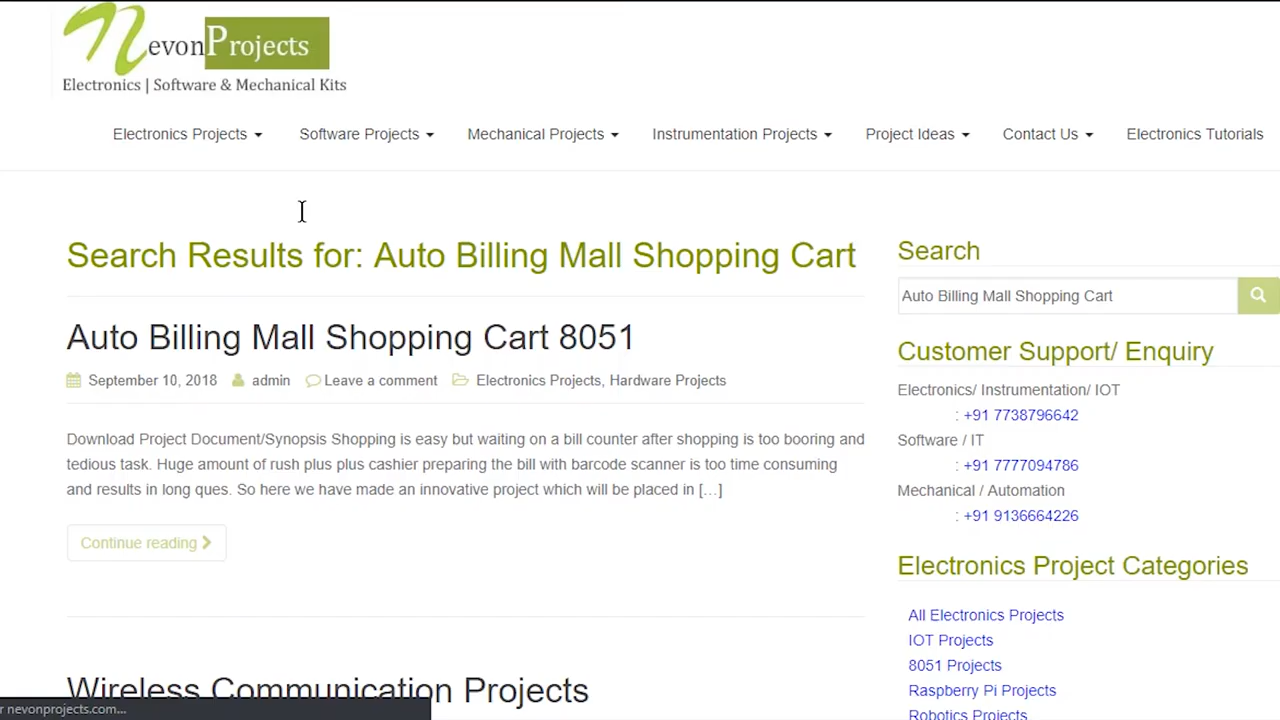 NevonProjects
Electronics | Software & Mechanical Kits
Electronics Projects Software Projects Mechanical Projects Instrumentation Projects Project Ideas Contact Us Electronics Tutorials
Search Results for: Auto Billing Mall Shopping Cart
Auto Billing Mall Shopping Cart 8051
September 10, 2018 admin Leave a comment Electronics Projects, Hardware Projects
Download Project Document/Synopsis Shopping is easy but waiting on a bill counter after shopping is too booring and
tedious task. Huge amount of rush plus plus cashier preparing the bill with barcode scanner is too time consuming
and results in long ques. So here we have made an innovative project which will be placed in […]
Continue reading
Wireless Communication Projects
Search
Auto Billing Mall Shopping Cart
Customer Support/ Enquiry
Electronics/ Instrumentation/ IOT
: +91 7738796642
Software / IT
: +91 7777094786
Mechanical / Automation
: +91 9136664226
Electronics Project Categories
All Electronics Projects
IOT Projects
8051 Projects
Raspberry Pi Projects
Robotics Projects
r nevonprojects.com...